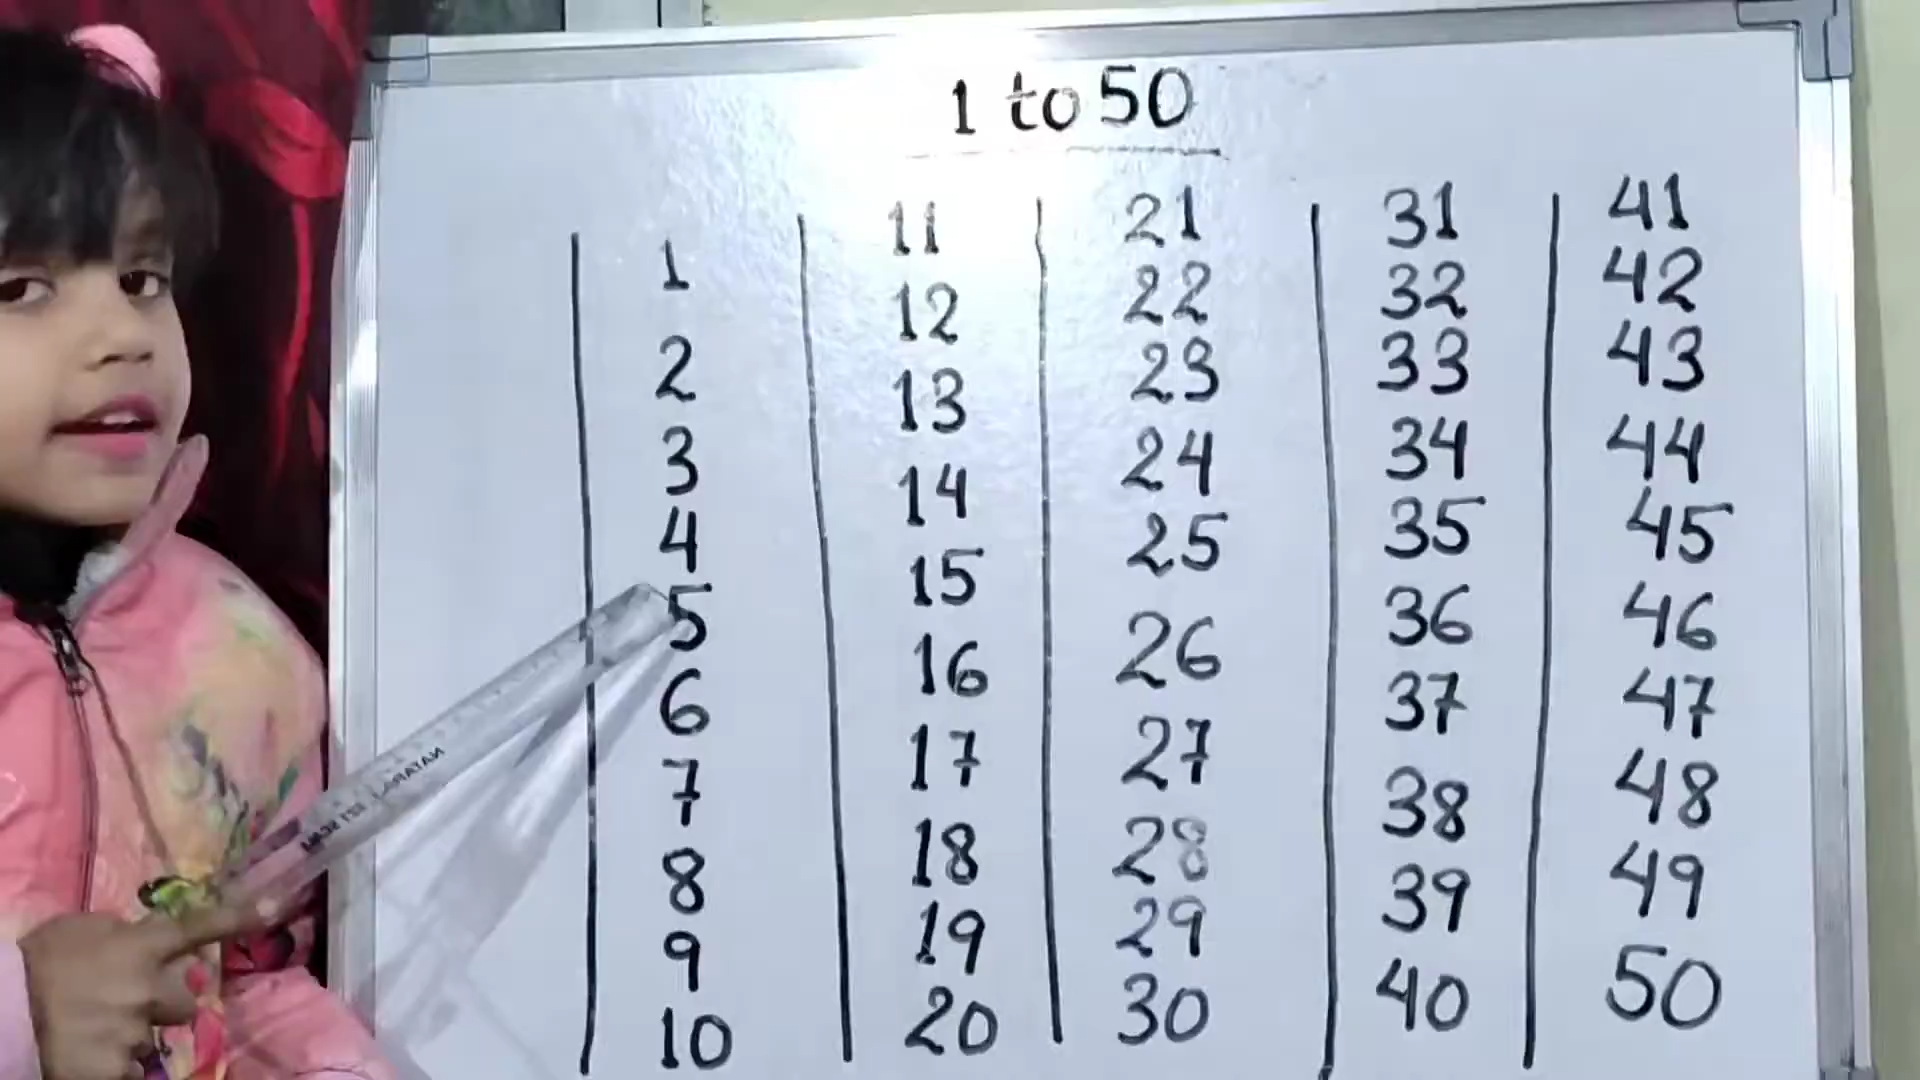 1 to 50
1 11 21 31 41
2 12 22 32 42
3 13 23 33 43
4 14 24 34 44
5 15 25 35 45
6 16 26 36 46
7 17 27 37 47
8 18 28 38 48
9 19 29 39 49
10 20 30 40 50
NATARAJ